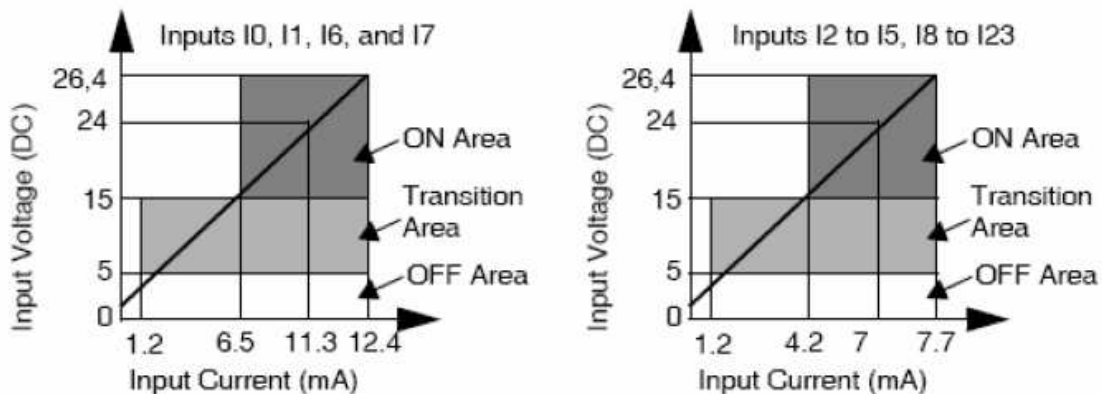 Inputs I0, I1, I6, and I7
Input Voltage (DC)
26,4
24
15
5
0
ON Area
Transition
Area
OFF Area
1.2 6.5 11.3 12.4
Input Current (mA)
Inputs I2 to I5, I8 to I23
Input Voltage (DC)
26,4
24
15
5
0
ON Area
Transition
Area
OFF Area
1.2 4.2 7 7.7
Input Current (mA)